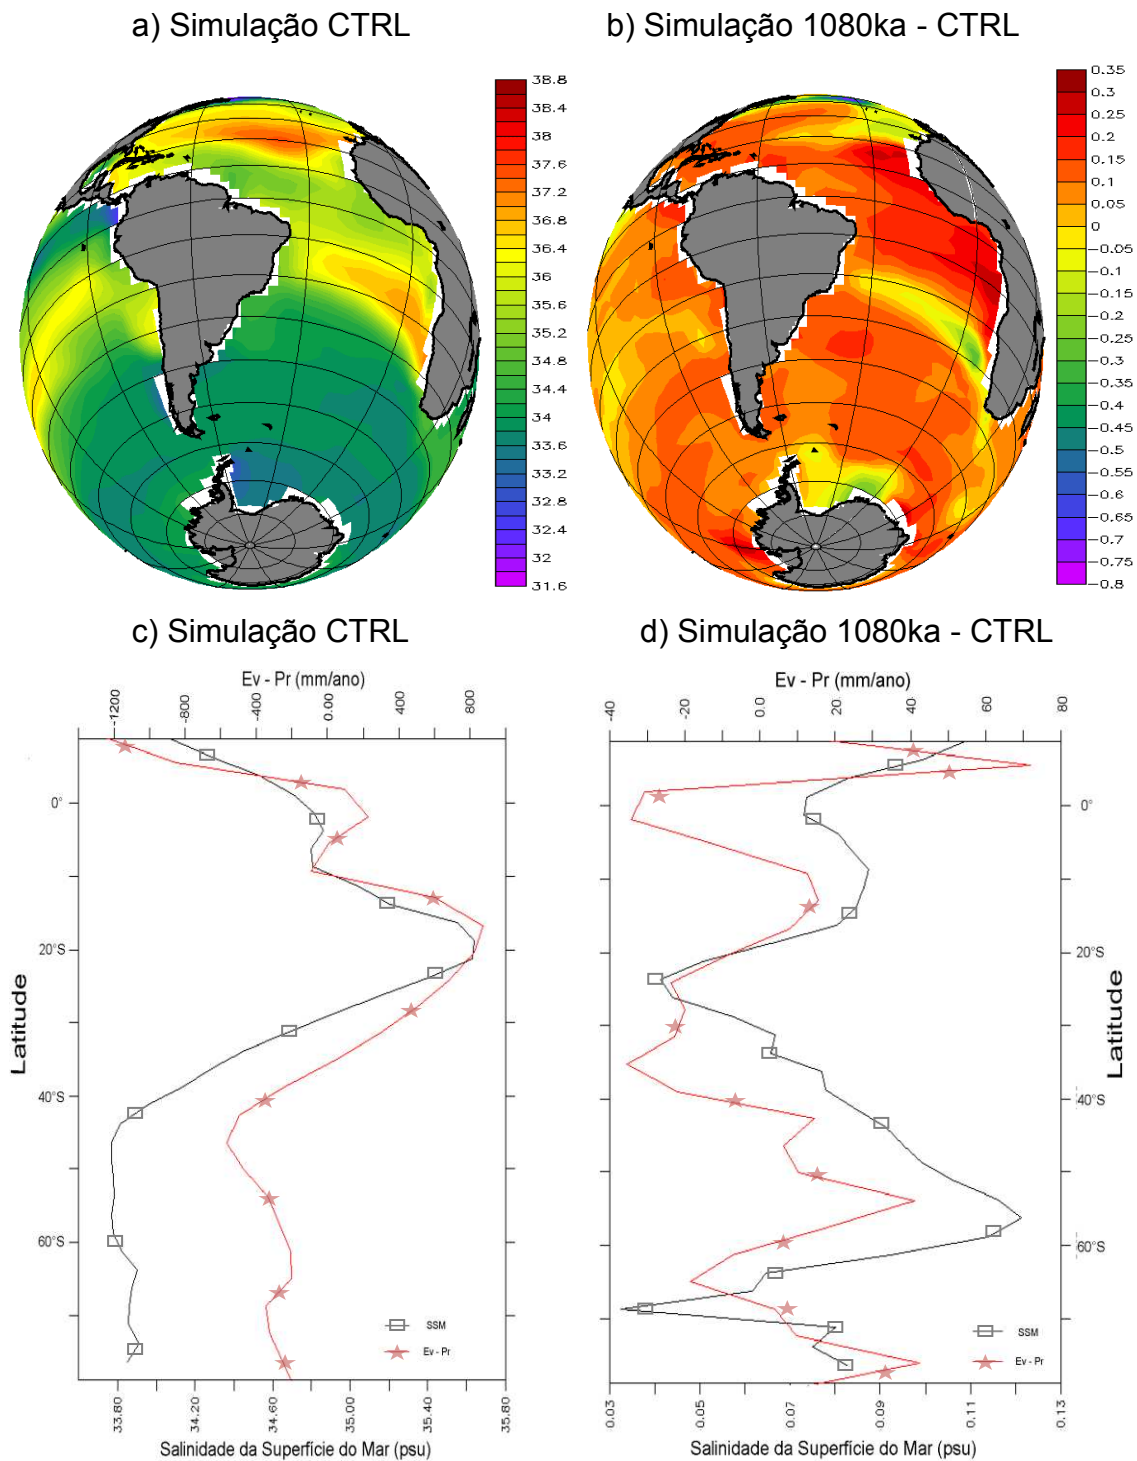 a) Simulação CTRL
b) Simulação 1080ka - CTRL
38.8
38.4
38
37.6
37.2
36.8
36.4
36
35.6
35.2
34.8
34.4
34
33.6
33.2
32.8
32.4
32
31.6
0.35
0.3
0.25
0.2
0.15
0.1
0.05
0
-0.05
-0.1
-0.15
-0.2
-0.25
-0.3
-0.35
-0.4
-0.45
-0.5
-0.55
-0.6
-0.65
-0.7
-0.75
-0.8
c) Simulação CTRL
d) Simulação 1080ka - CTRL
Ev - Pr (mm/ano)
-1200 -800 -400 0.00 400 800
0°
20°S
40°S
60°S
Latitude
SSM
Ev - Pr
33.80 34.20 34.60 35.00 35.40 35.80
Salinidade da Superfície do Mar (psu)
Ev - Pr (mm/ano)
-40 -20 0.0 20 40 60 80
0°
20°S
40°S
60°S
Latitude
SSM
Ev - Pr
0.03 0.05 0.07 0.09 0.11 0.13
Salinidade da Superfície do Mar (psu)